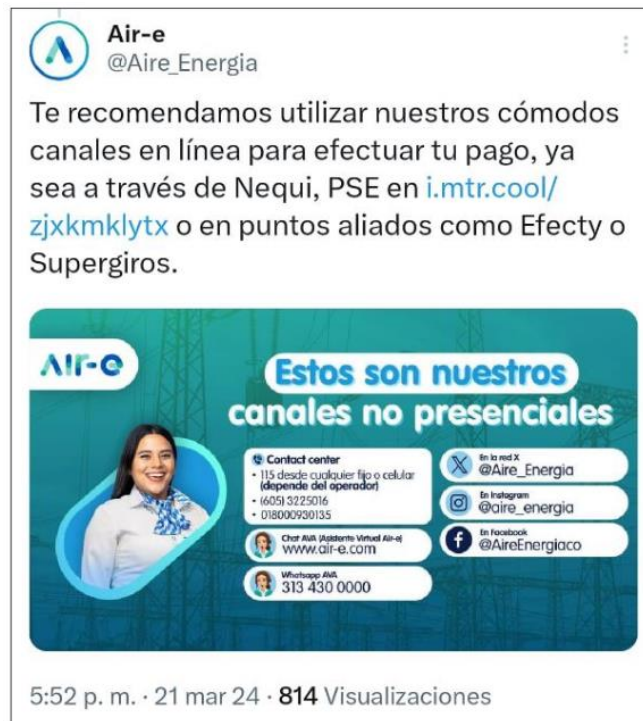 Air-e
@Aire_Energia
Te recomendamos utilizar nuestros cómodos
canales en línea para efectuar tu pago, ya
sea a través de Nequi, PSE en i.mtr.cool/
zjxkmklytx o en puntos aliados como Efecty o
Supergiros.
AIr-e
Estos son nuestros
canales no presenciales
Contact center
• 115 desde cualquier fijo o celular
(depende del operador)
• (605) 3225016
• 018000930135
Chat AVA (Asistente Virtual Air-e)
www.air-e.com
Whatsapp AVA
313 430 0000
En la red X
@Aire_Energia
En Instagram
@aire_energia
En Facebook
@AireEnergiaco
5:52 p. m. · 21 mar 24 · 814 Visualizaciones